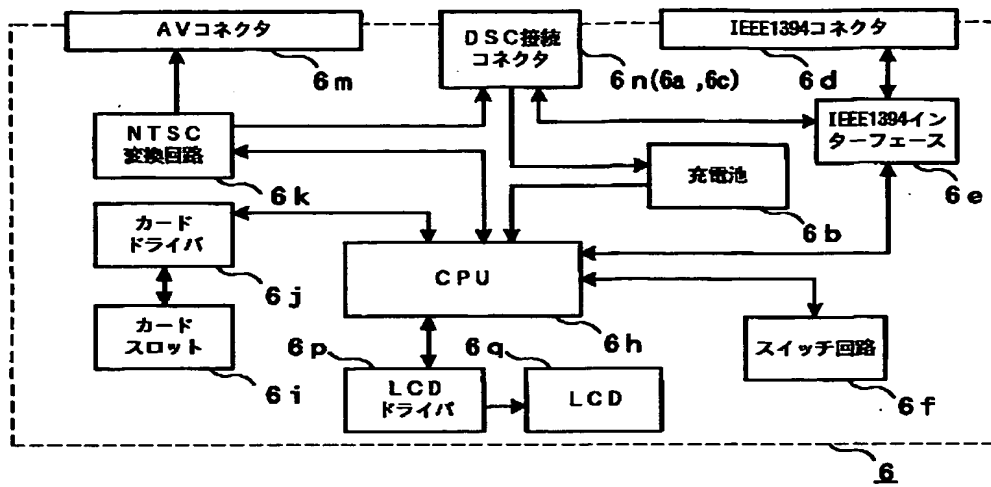 AVコネクタ
6m
DSC接続
コネクタ
6n(6a ,6c)
IEEE1394コネクタ
6d
NTSC
変換回路
6k
IEEE1394イン
ターフェース
6e
充電池
6b
カード
ドライバ
6j
CPU
6h
カード
スロット
6i
スイッチ回路
6f
6p
LCD
ドライバ
6q
LCD
6